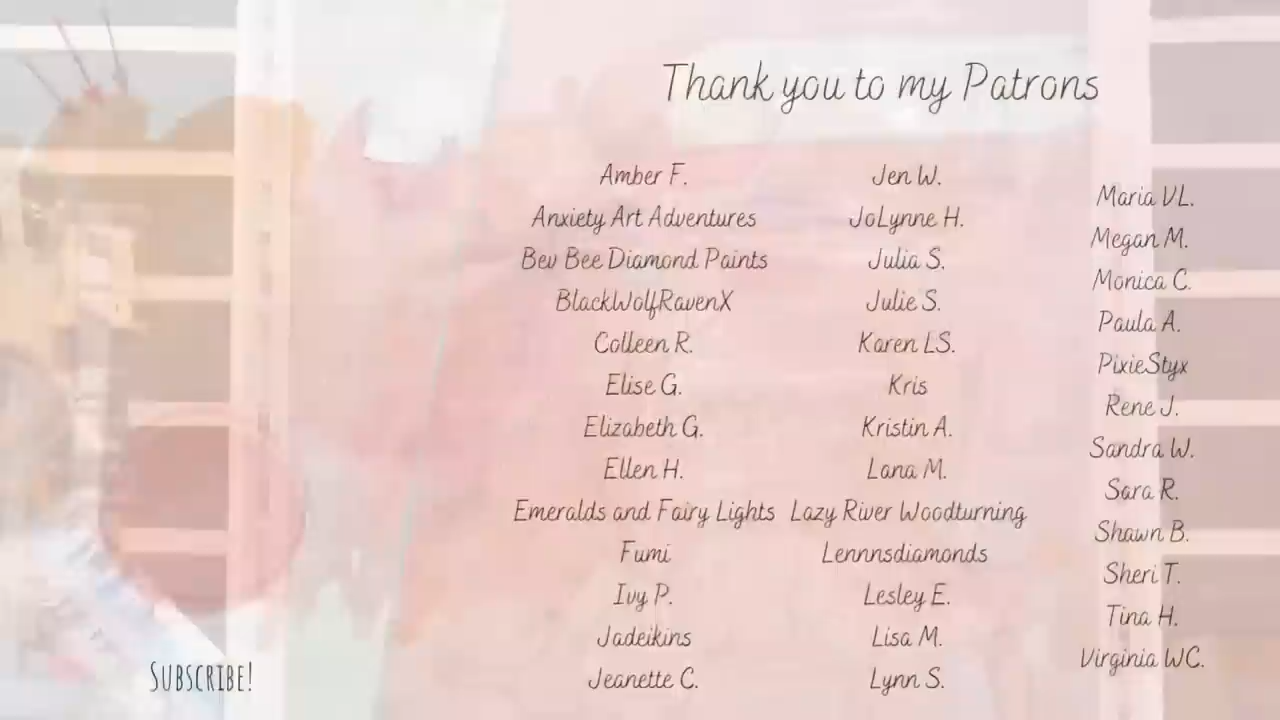 Thank you to my Patrons
Amber F.
Anxiety Art Adventures
Bev Bee Diamond Paints
BlackWolfRavenX
Colleen R.
Elise G.
Elizabeth G.
Ellen H.
Emeralds and Fairy Lights
Fumi
Ivy P.
Jadeikins
Jeanette C.
Jen W.
JoLynne H.
Julia S.
Julie S.
Karen LS.
Kris
Kristin A.
Lana M.
Lazy River Woodturning
Lennnsdiamonds
Lesley E.
Lisa M.
Lynn S.
Maria VL.
Megan M.
Monica C.
Paula A.
PixieStyx
Rene J.
Sandra W.
Sara R.
Shawn B.
Sheri T.
Tina H.
Virginia WC.
SUBSCRIBE!